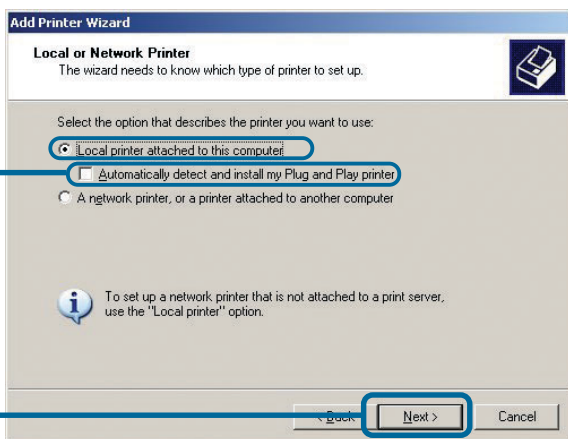 Add Printer Wizard
Local or Network Printer
The wizard needs to know which type of printer to set up.
Select the option that describes the printer you want to use:
Local printer attached to this computer
Automatically detect and install my Plug and Play printer
A network printer, or a printer attached to another computer
To set up a network printer that is not attached to a print server,
use the "Local printer" option.
< Back Next > Cancel